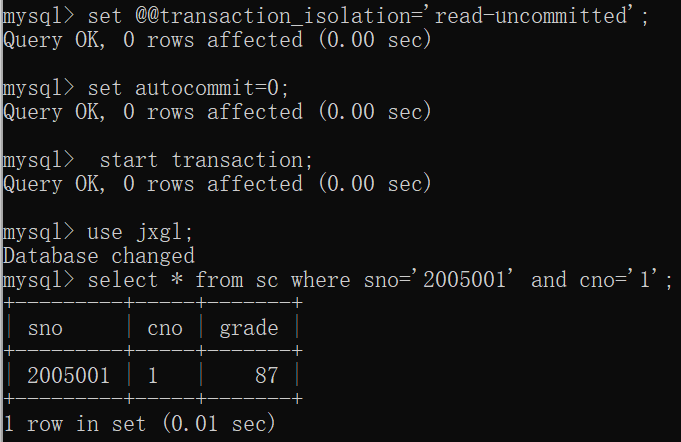 mysql> set @@transaction_isolation='read-uncommitted';
Query OK, 0 rows affected (0.00 sec)
mysql> set autocommit=0;
Query OK, 0 rows affected (0.00 sec)
mysql>  start transaction;
Query OK, 0 rows affected (0.00 sec)
mysql> use jxgl;
Database changed
mysql> select * from sc where sno='2005001' and cno='1';
+---------+-----+-------+
| sno     | cno | grade |
+---------+-----+-------+
| 2005001 | 1   |    87 |
+---------+-----+-------+
1 row in set (0.01 sec)